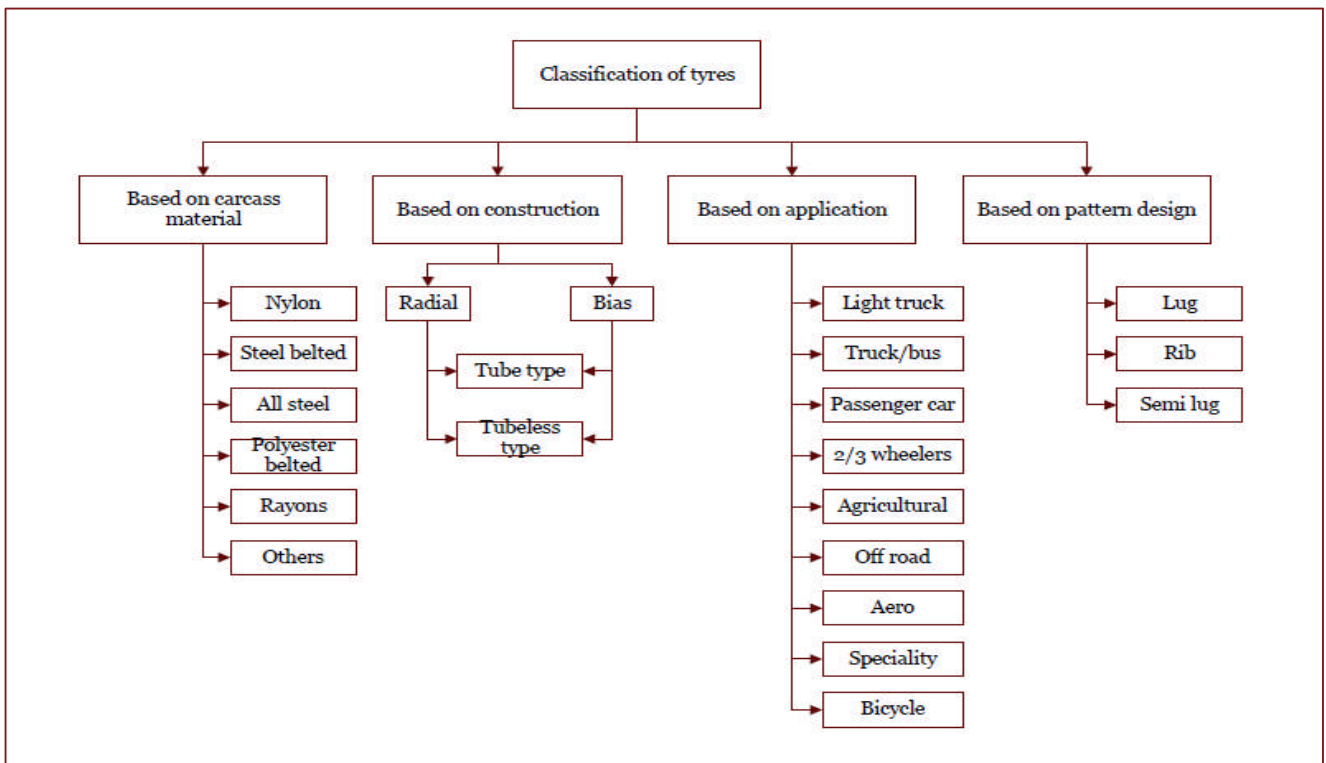 Classification of tyres
Based on carcass
material
Based on construction
Based on application
Based on pattern design
Nylon
Steel belted
All steel
Polyester
belted
Rayons
Others
Radial
Bias
Tube type
Tubeless
type
Light truck
Truck/bus
Passenger car
2/3 wheelers
Agricultural
Off road
Aero
Speciality
Bicycle
Lug
Rib
Semi lug